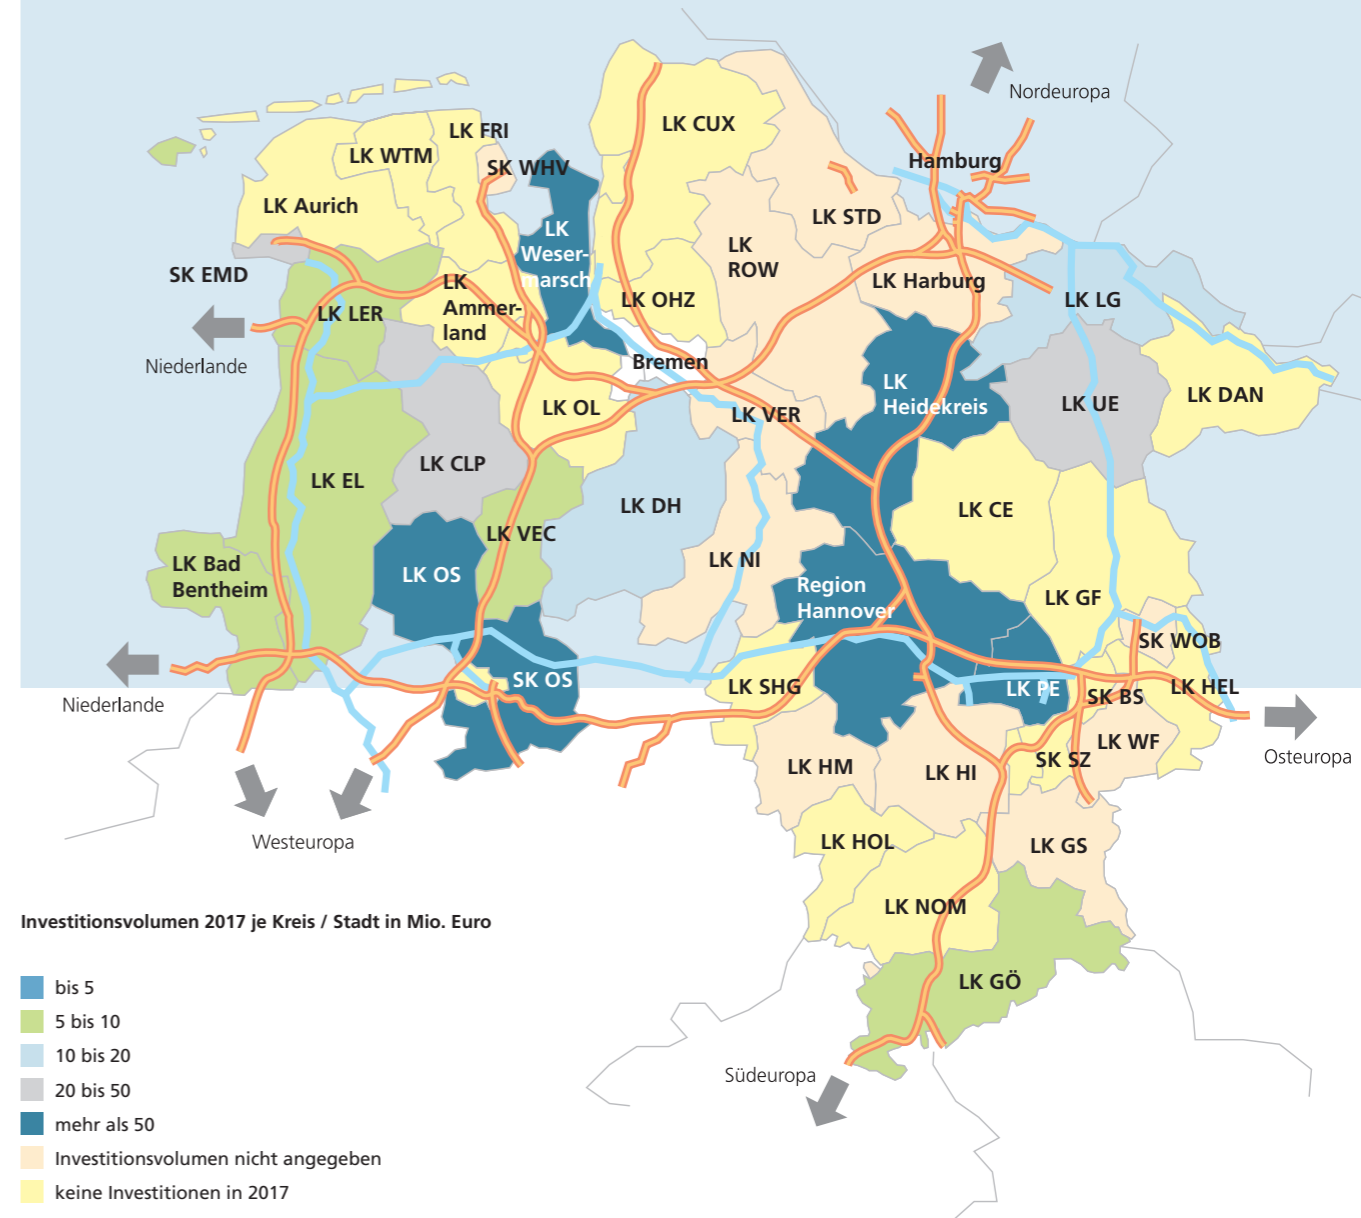 Nordeuropa
LK CUX
LK FRI
LK WTM
SK WHV
Hamburg
LK Aurich
LK STD
LK
Weser-
marsch
LK
ROW
SK EMD
LK Harburg
LK
Ammer-
land
LK OHZ
LK LG
LK LER
Niederlande
Bremen
LK
Heidekreis
LK DAN
LK UE
LK OL
LK VER
LK CLP
LK EL
LK DH
LK CE
LK VEC
LK NI
LK Bad
Bentheim
LK OS
Region
Hannover
LK GF
SK WOB
SK OS
LK SHG
LK PE
SK BS
LK HEL
Niederlande
LK WF
Osteuropa
SK SZ
LK HM
LK HI
Westeuropa
LK HOL
LK GS
LK NOM
LK GÖ
Südeuropa
Investitionsvolumen 2017 je Kreis / Stadt in Mio. Euro
bis 5
5 bis 10
10 bis 20
20 bis 50
mehr als 50
Investitionsvolumen nicht angegeben
keine Investitionen in 2017